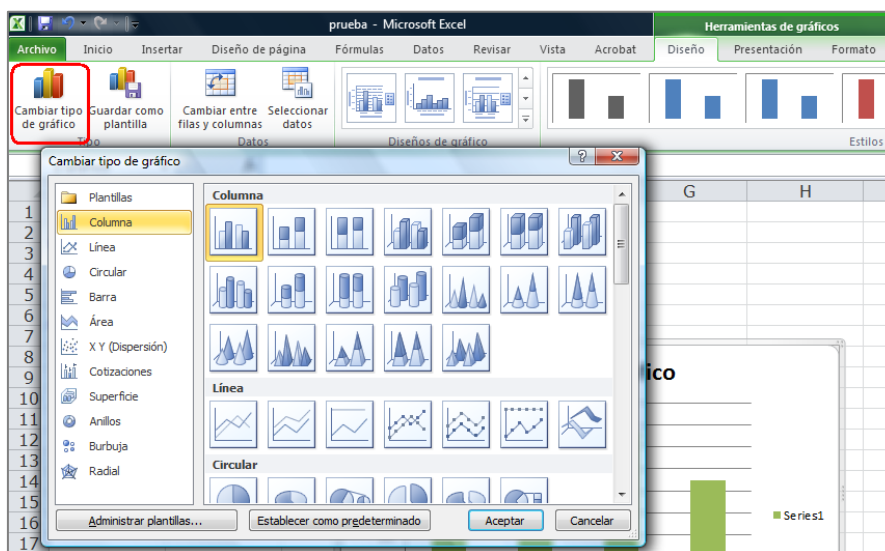 prueba - Microsoft Excel
Herramientas de gráficos
Archivo Inicio Insertar Diseño de página Fórmulas Datos Revisar Vista Acrobat Diseño Presentación Formato
Cambiar tipo de gráfico
Guardar como plantilla
Cambiar entre filas y columnas
Seleccionar datos
Tipo Datos Diseños de gráfico Estilos
Cambiar tipo de gráfico
Plantillas
Columna
Línea
Circular
Barra
Área
X Y (Dispersión)
Cotizaciones
Superficie
Anillos
Burbuja
Radial
Columna
Línea
Circular
Administrar plantillas... Establecer como predeterminado Aceptar Cancelar
G H
1
2
3
4
5
6
7
8
9
10
11
12
13
14
15
16
17
ico
Series1